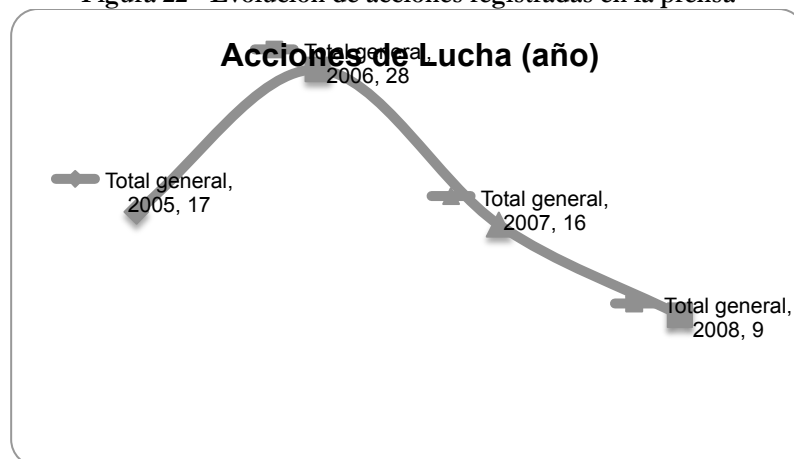 Figura 22 - Evolución de acciones registradas en la prensa
Acciones de Lucha (año)
Total general,
2006, 28
Total general,
2005, 17
Total general,
2007, 16
Total general,
2008, 9